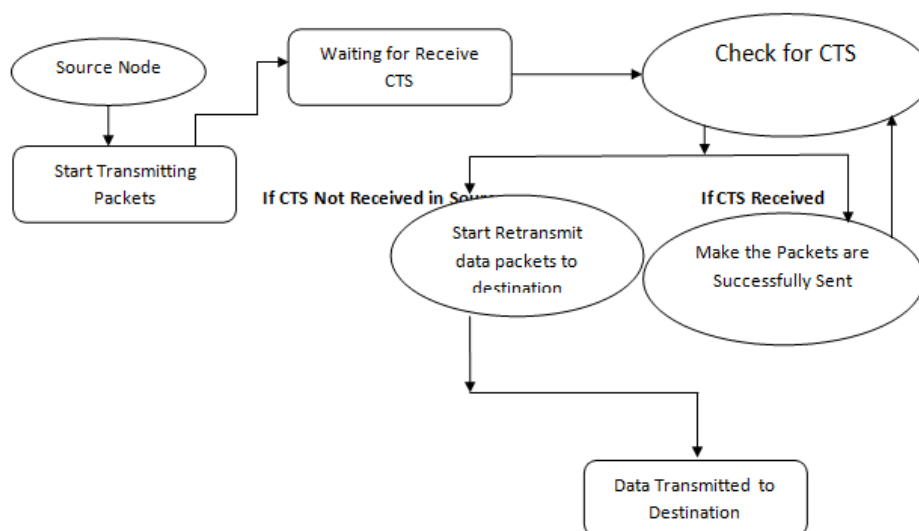 Source Node
Waiting for Receive
CTS
Check for CTS
Start Transmitting
Packets
If CTS Not Received in
If CTS Received
Start Retransmit
data packets to
destination
Make the Packets are
Successfully Sent
Data Transmitted to
Destination